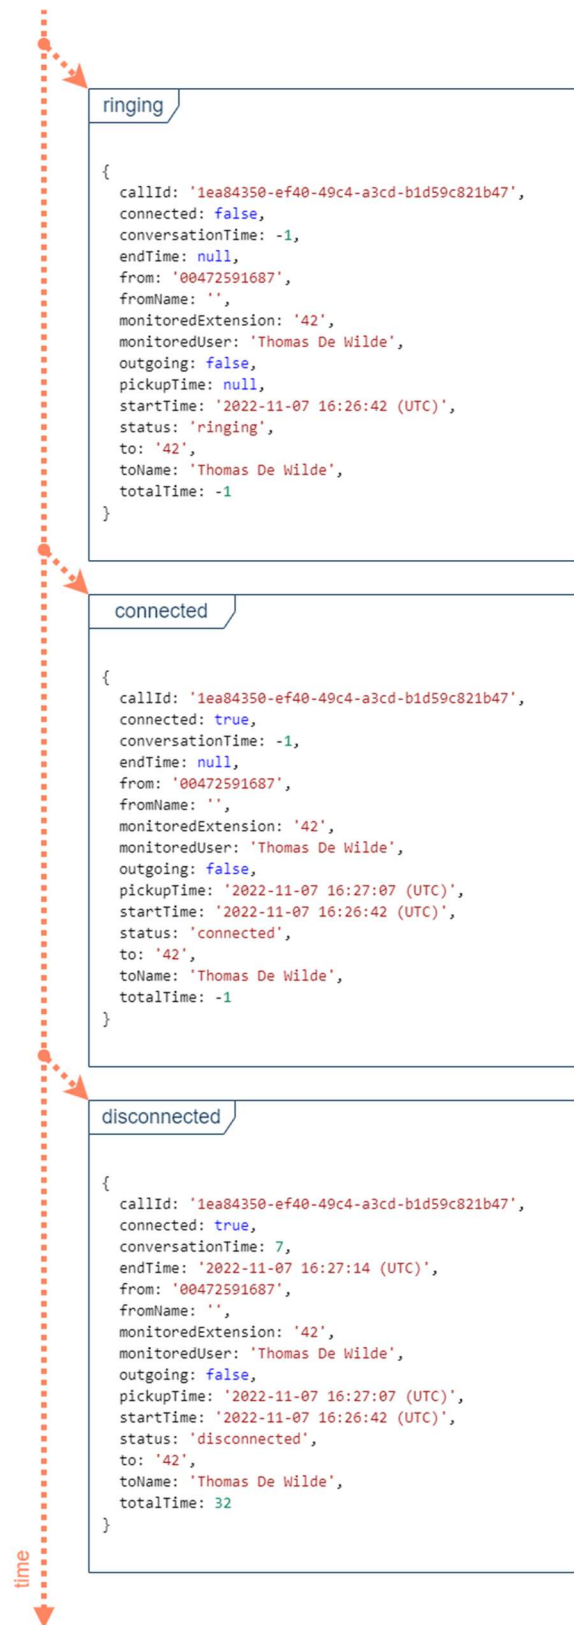 ringing
{
callId: '1ea84350-ef40-49c4-a3cd-b1d59c821b47',
connected: false,
conversationTime: -1,
endTime: null,
from: '00472591687',
fromName: '',
monitoredExtension: '42',
monitoredUser: 'Thomas De Wilde',
outgoing: false,
pickupTime: null,
startTime: '2022-11-07 16:26:42 (UTC)',
status: 'ringing',
to: '42',
toName: 'Thomas De Wilde',
totalTime: -1
}
connected
{
callId: '1ea84350-ef40-49c4-a3cd-b1d59c821b47',
connected: true,
conversationTime: -1,
endTime: null,
from: '00472591687',
fromName: '',
monitoredExtension: '42',
monitoredUser: 'Thomas De Wilde',
outgoing: false,
pickupTime: '2022-11-07 16:27:07 (UTC)',
startTime: '2022-11-07 16:26:42 (UTC)',
status: 'connected',
to: '42',
toName: 'Thomas De Wilde',
totalTime: -1
}
disconnected
{
callId: '1ea84350-ef40-49c4-a3cd-b1d59c821b47',
connected: true,
conversationTime: 7,
endTime: '2022-11-07 16:27:14 (UTC)',
from: '00472591687',
fromName: '',
monitoredExtension: '42',
monitoredUser: 'Thomas De Wilde',
outgoing: false,
pickupTime: '2022-11-07 16:27:07 (UTC)',
startTime: '2022-11-07 16:26:42 (UTC)',
status: 'disconnected',
to: '42',
toName: 'Thomas De Wilde',
totalTime: 32
}
time